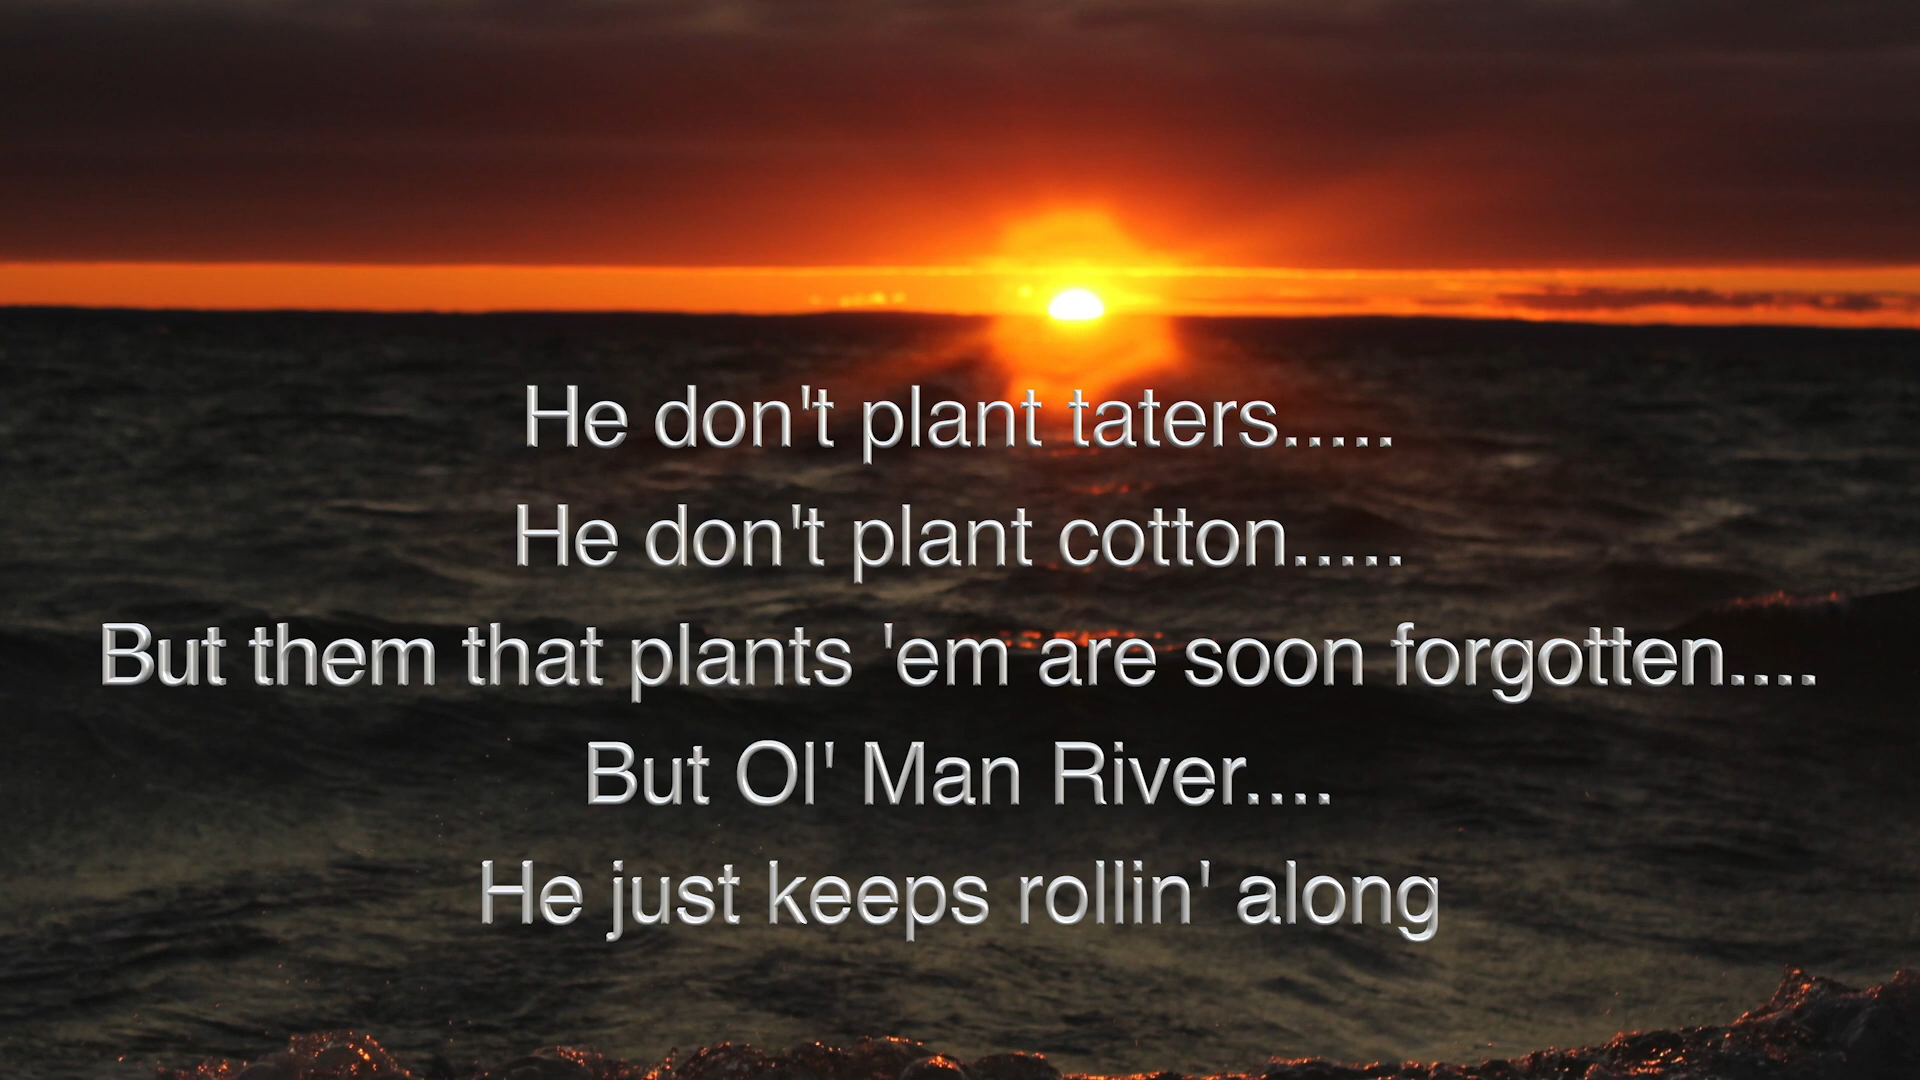 He don't plant taters.....
He don't plant cotton.....
But them that plants 'em are soon forgotten....
But Ol' Man River....
He just keeps rollin' along